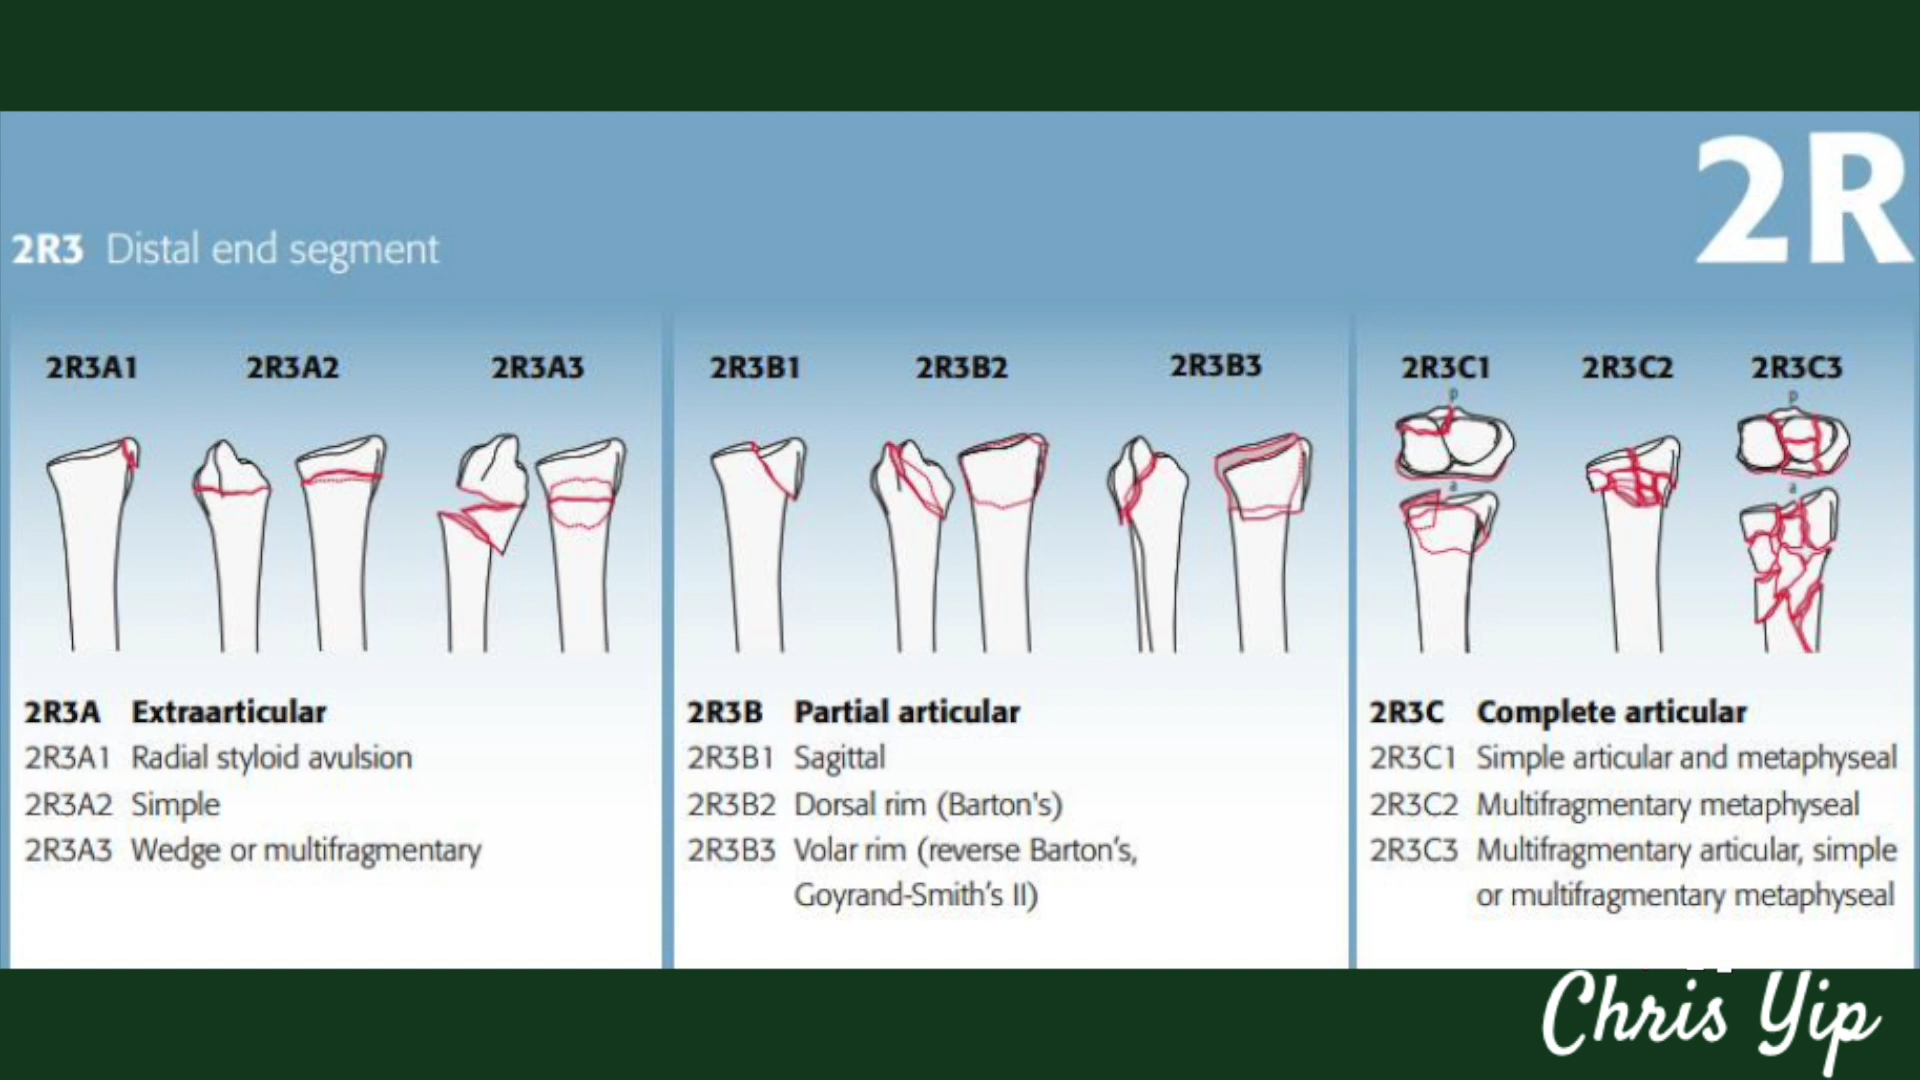 2R
2R3 Distal end segment
2R3A1 2R3A2 2R3A3
2R3B1 2R3B2 2R3B3
2R3C1 2R3C2 2R3C3
p p
a a
2R3A Extraarticular
2R3A1 Radial styloid avulsion
2R3A2 Simple
2R3A3 Wedge or multifragmentary
2R3B Partial articular
2R3B1 Sagittal
2R3B2 Dorsal rim (Barton's)
2R3B3 Volar rim (reverse Barton's,
Goyrand-Smith's II)
2R3C Complete articular
2R3C1 Simple articular and metaphyseal
2R3C2 Multifragmentary metaphyseal
2R3C3 Multifragmentary articular, simple
or multifragmentary metaphyseal
Chris Yip